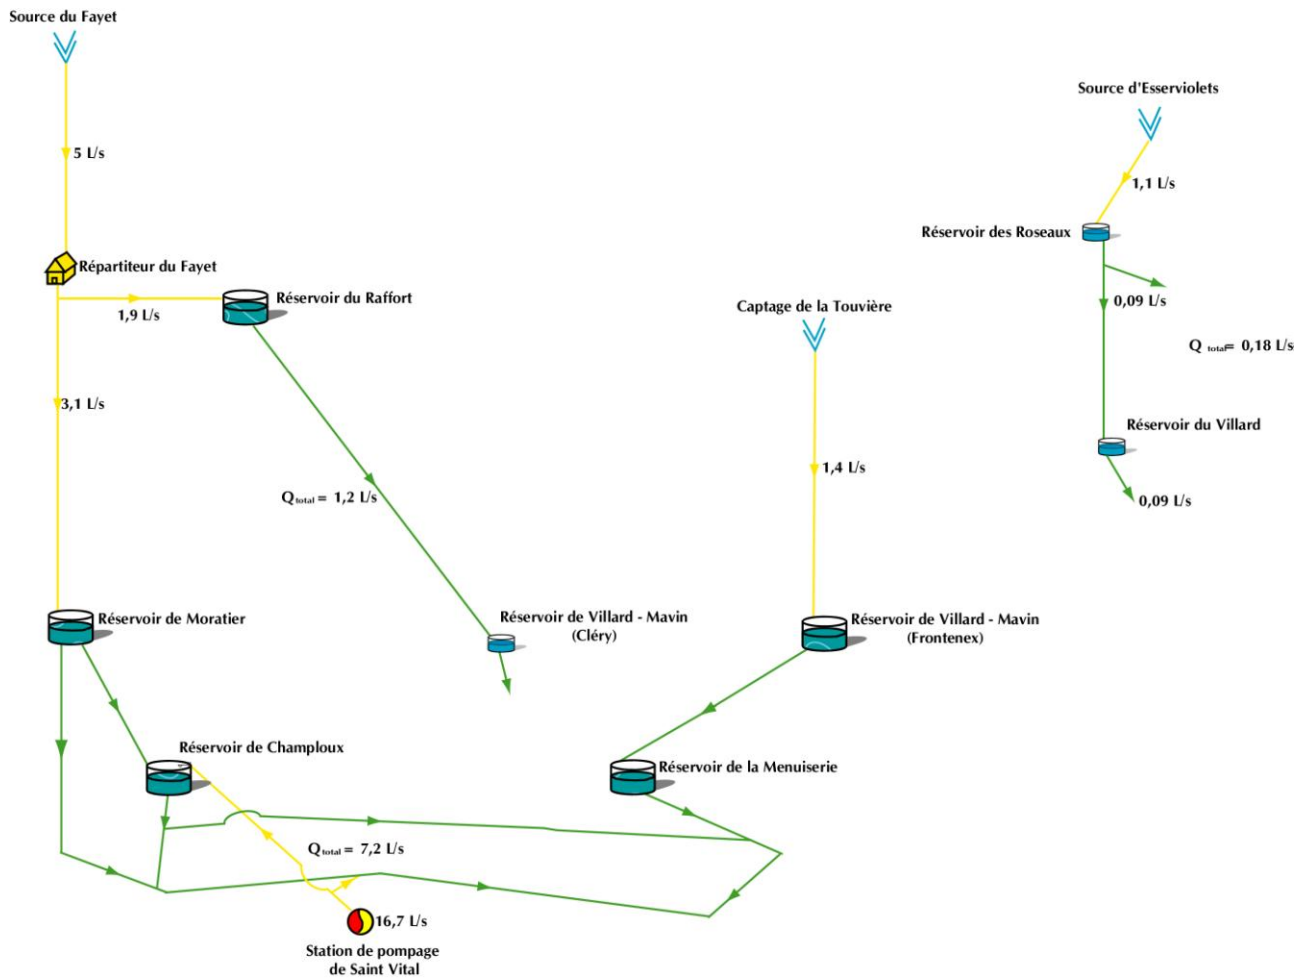 Source du Fayet
5 L/s
Répartiteur du Fayet
1,9 L/s
Réservoir du Raffort
3,1 L/s
Q total = 1,2 L/s
Réservoir de Moratier
Réservoir de Villard - Mavin
(Cléry)
Réservoir de Champloux
Q total = 7,2 L/s
16,7 L/s
Station de pompage
de Saint Vital
Captage de la Touvière
1,4 L/s
Réservoir de Villard - Mavin
(Frontenex)
Réservoir de la Menuiserie
Source d'Esserviolets
1,1 L/s
Réservoir des Roseaux
0,09 L/s
Q total= 0,18 L/s
Réservoir du Villard
0,09 L/s